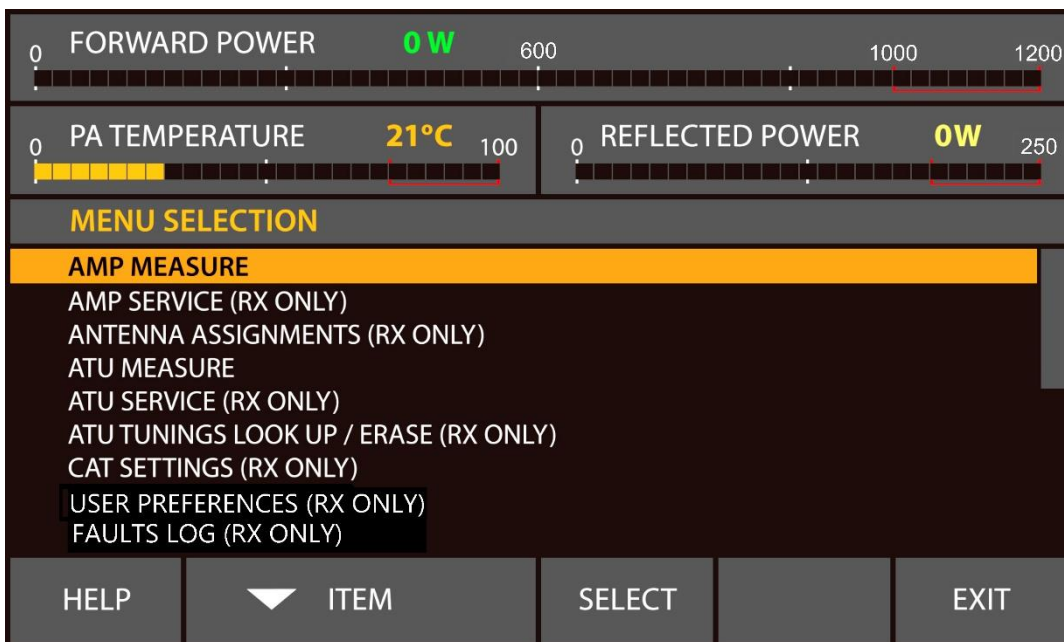 FORWARD POWER 0 W
0 600 1000 1200
PA TEMPERATURE 21ºC
0 100
REFLECTED POWER 0W
0 250
MENU SELECTION
AMP MEASURE
AMP SERVICE (RX ONLY)
ANTENNA ASSIGNMENTS (RX ONLY)
ATU MEASURE
ATU SERVICE (RX ONLY)
ATU TUNINGS LOOK UP / ERASE (RX ONLY)
CAT SETTINGS (RX ONLY)
USER PREFERENCES (RX ONLY)
FAULTS LOG (RX ONLY)
HELP ITEM SELECT EXIT